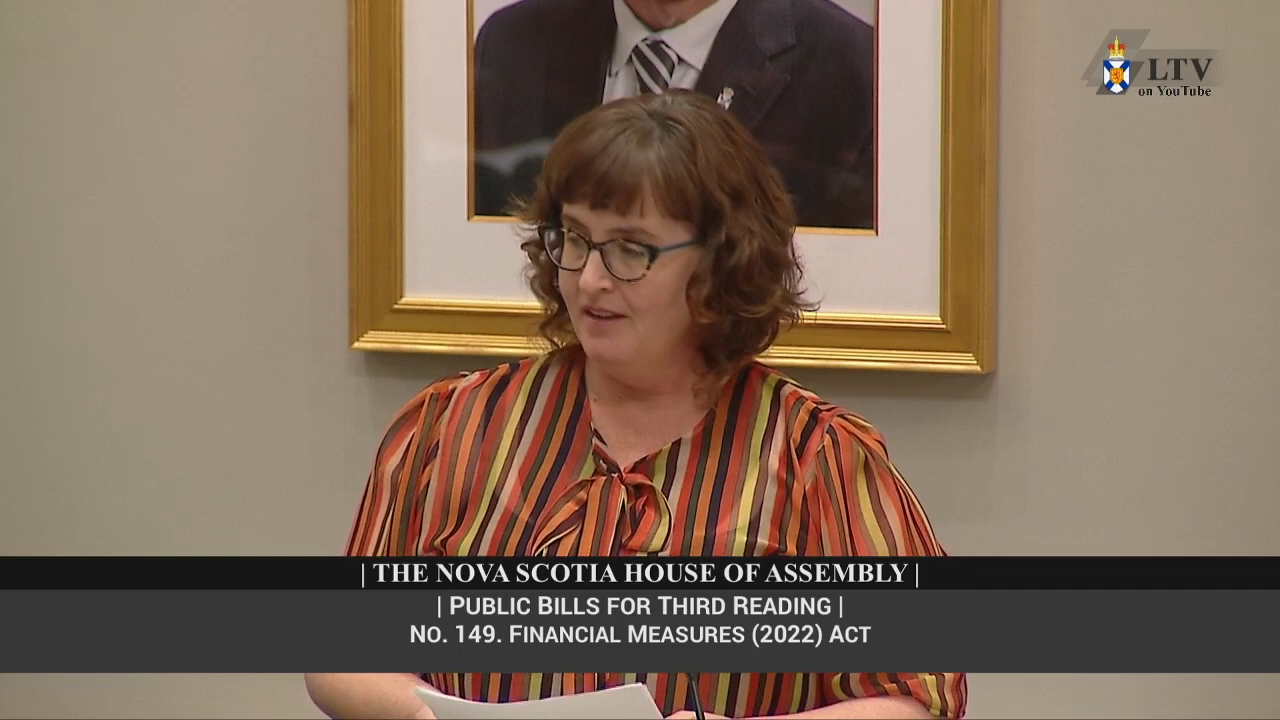 LTV
on YouTube
| THE NOVA SCOTIA HOUSE OF ASSEMBLY |
| PUBLIC BILLS FOR THIRD READING |
NO. 149. FINANCIAL MEASURES (2022) ACT